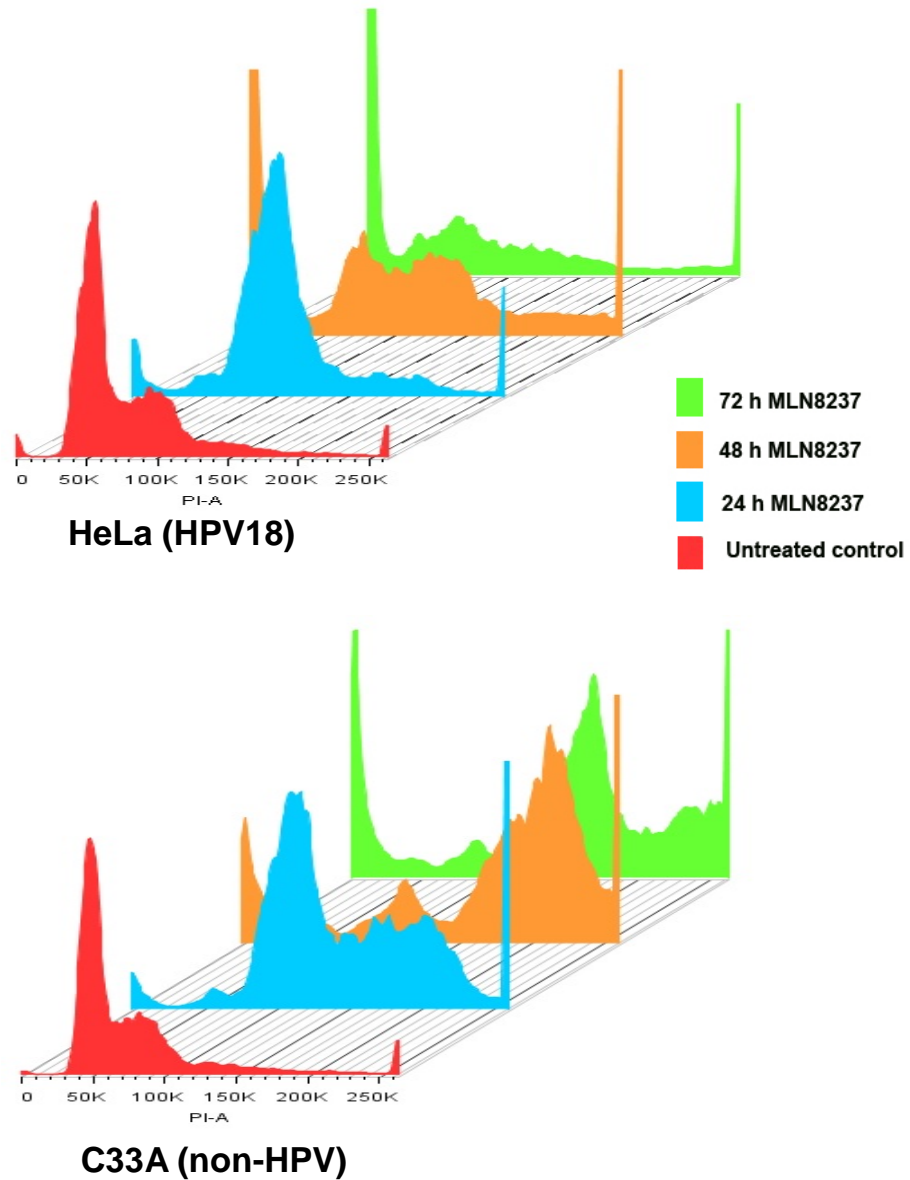 0 50K 100K 150K 200K 250K
PI-A
HeLa (HPV18)
72 h MLN8237
48 h MLN8237
24 h MLN8237
Untreated control
0 50K 100K 150K 200K 250K
PI-A
C33A (non-HPV)